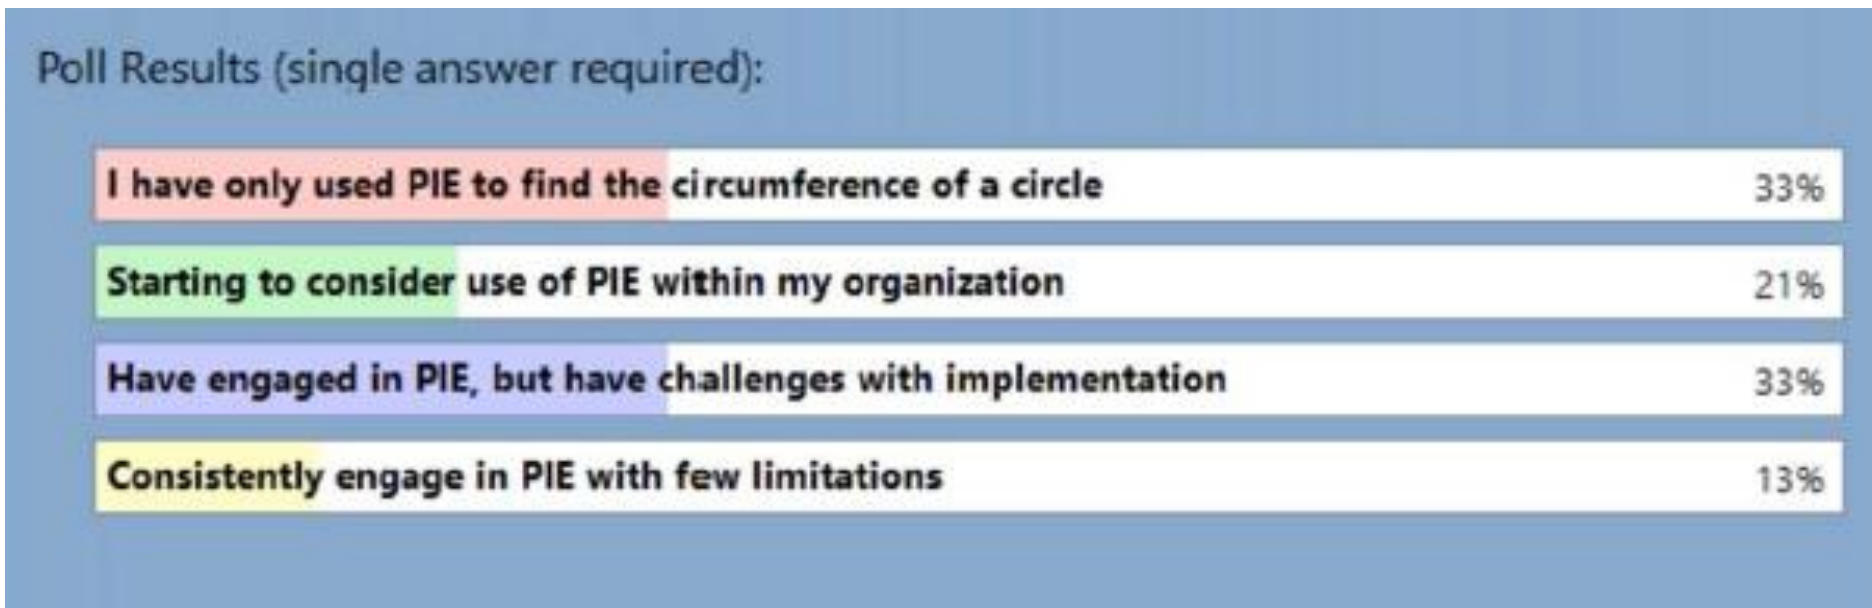 Poll Results (single answer required):
I have only used PIE to find the circumference of a circle 33%
Starting to consider use of PIE within my organization 21%
Have engaged in PIE, but have challenges with implementation 33%
Consistently engage in PIE with few limitations 13%